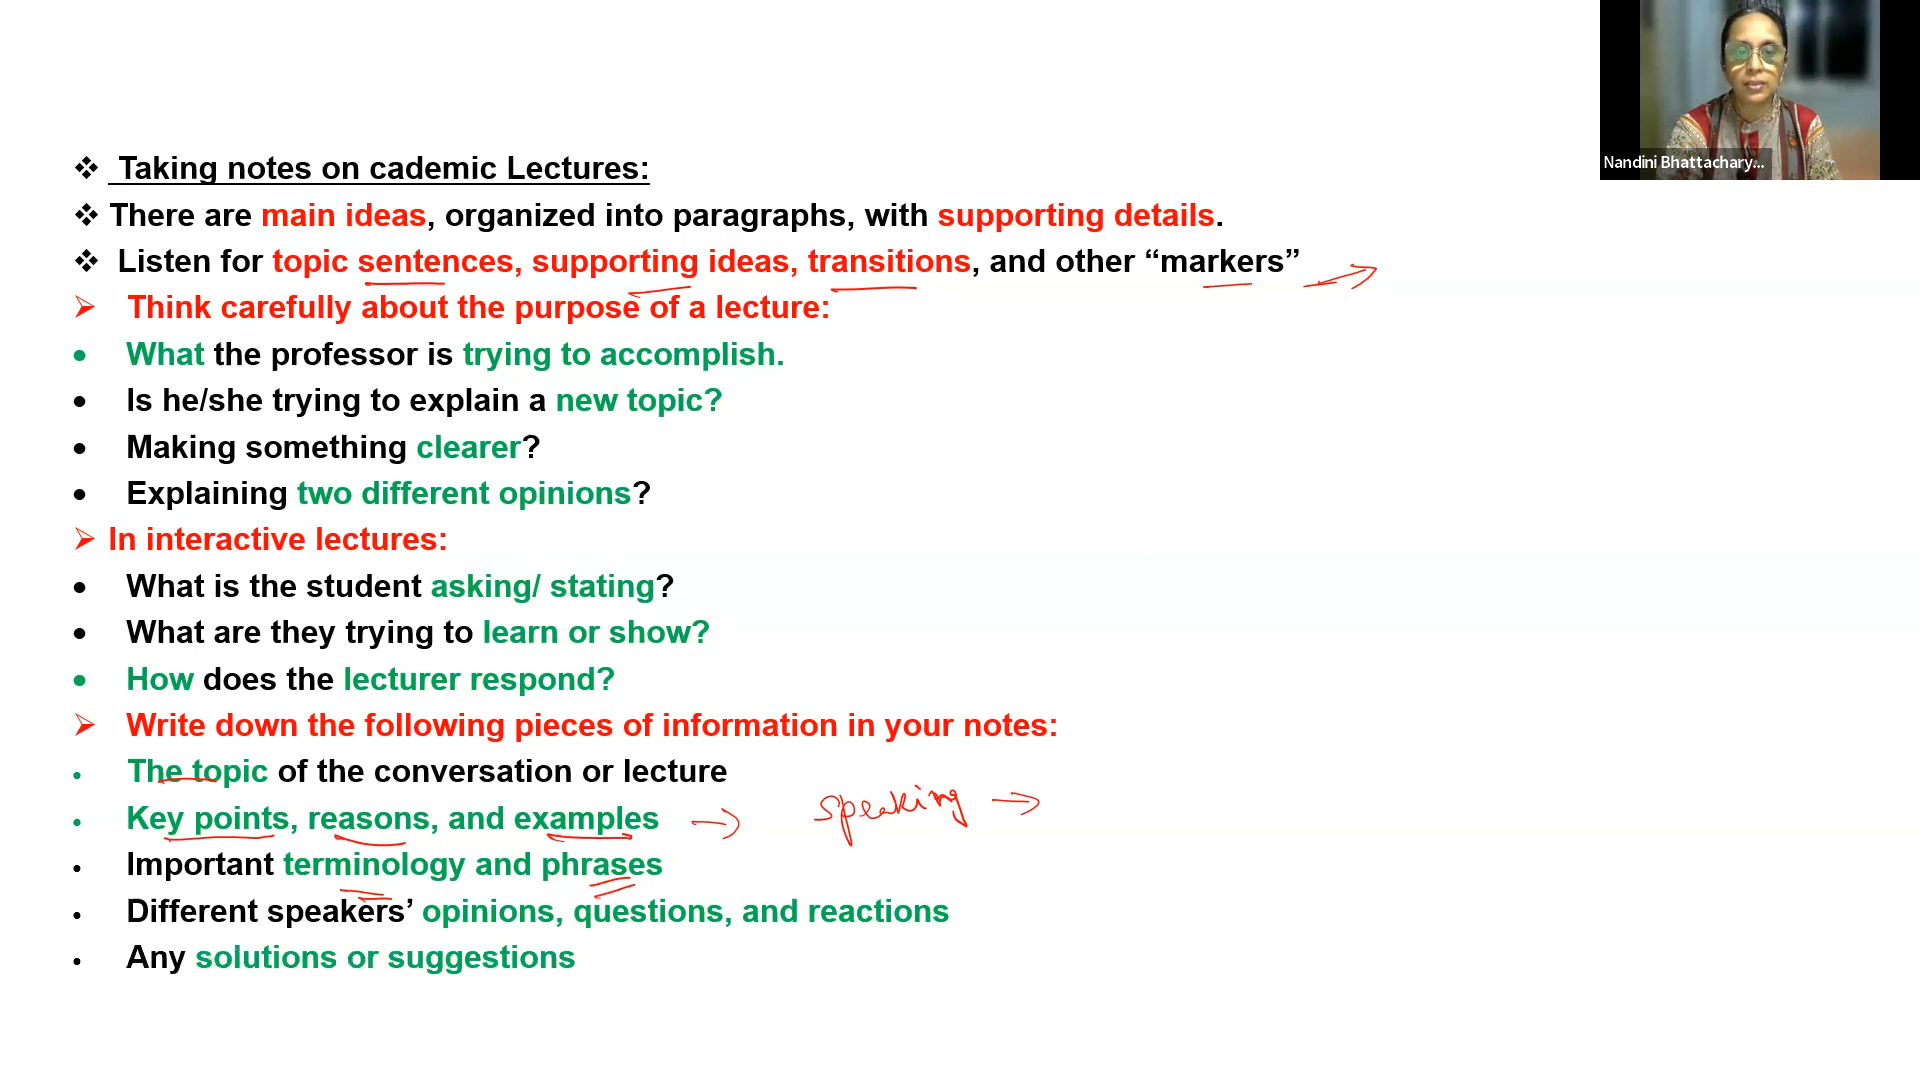 ❖ Taking notes on cademic Lectures:
❖ There are main ideas, organized into paragraphs, with supporting details.
❖ Listen for topic sentences, supporting ideas, transitions, and other “markers”
➢ Think carefully about the purpose of a lecture:
• What the professor is trying to accomplish.
• Is he/she trying to explain a new topic?
• Making something clearer?
• Explaining two different opinions?
➢ In interactive lectures:
• What is the student asking/ stating?
• What are they trying to learn or show?
• How does the lecturer respond?
➢ Write down the following pieces of information in your notes:
• The topic of the conversation or lecture
• Key points, reasons, and examples → speaking →
• Important terminology and phrases
• Different speakers’ opinions, questions, and reactions
• Any solutions or suggestions
Nandini Bhattachary...